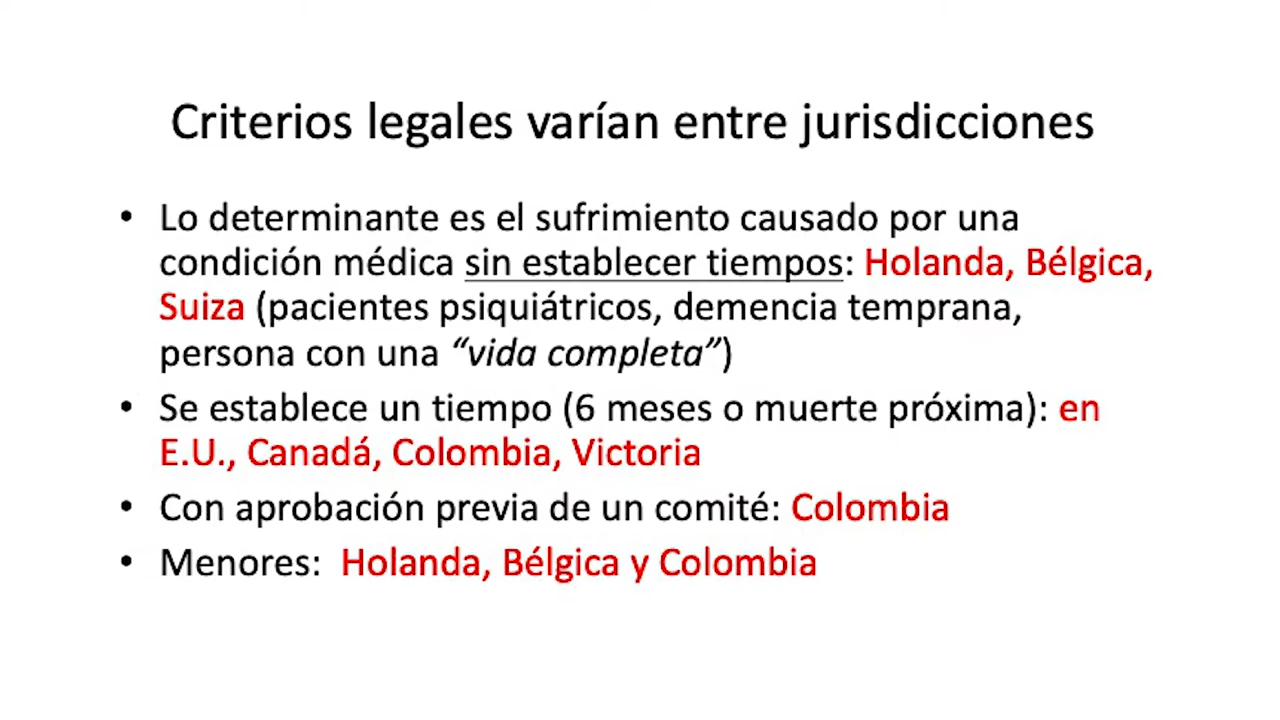 Criterios legales varían entre jurisdicciones
• Lo determinante es el sufrimiento causado por una
condición médica sin establecer tiempos: Holanda, Bélgica,
Suiza (pacientes psiquiátricos, demencia temprana,
persona con una “vida completa”)
• Se establece un tiempo (6 meses o muerte próxima): en
E.U., Canadá, Colombia, Victoria
• Con aprobación previa de un comité: Colombia
• Menores: Holanda, Bélgica y Colombia